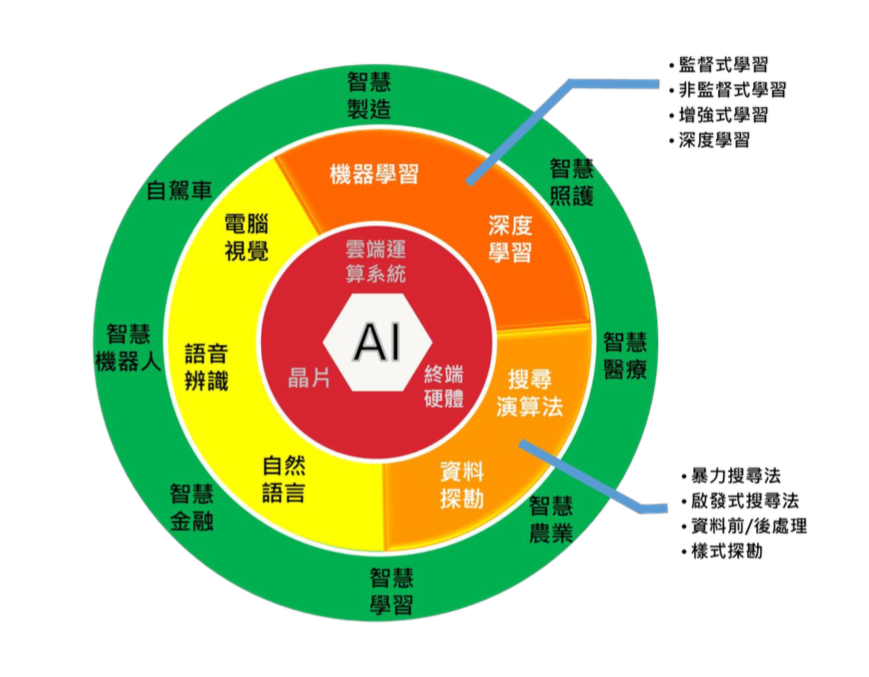 智慧
製造
• 監督式學習
• 非監督式學習
• 增強式學習
• 深度學習
機器學習
智慧
照護
自駕車
電腦
視覺
深度
學習
雲端運
算系統
AI
智慧
機器人
語音
辨識
晶片
終端
硬體
搜尋
演算法
智慧
醫療
自然
語言
資料
探勘
智慧
金融
智慧
農業
• 暴力搜尋法
• 啟發式搜尋法
• 資料前/後處理
• 樣式探勘
智慧
學習